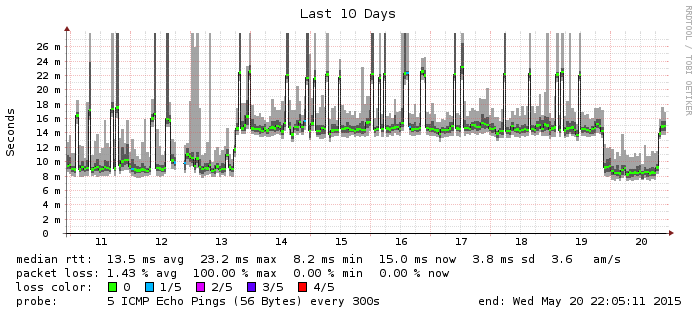 Last 10 Days
RRDTOOL / TOBI OETIKER
Seconds
26 m
24 m
22 m
20 m
18 m
16 m
14 m
12 m
10 m
8 m
6 m
4 m
2 m
0
11 12 13 14 15 16 17 18 19 20
median rtt: 13.5 ms avg 23.2 ms max 8.2 ms min 15.0 ms now 3.8 ms sd 3.6 am/s
packet loss: 1.43 % avg 100.00 % max 0.00 % min 0.00 % now
loss color: 0 1/5 2/5 3/5 4/5
probe: 5 ICMP Echo Pings (56 Bytes) every 300s end: Wed May 20 22:05:11 2015